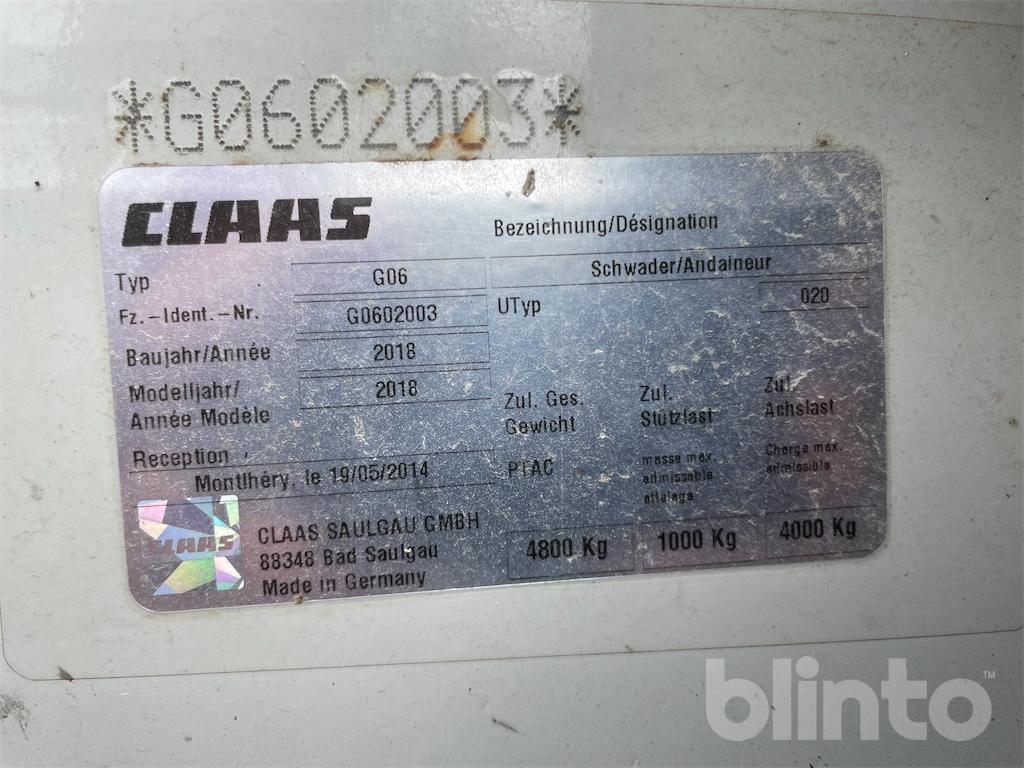 *G0602003*
CLAAS
Bezeichnung/Désignation
Typ G06 Schwader/Andaineur
Fz.-Ident.-Nr. G0602003 UTyp 020
Baujahr/Année 2018
Modelljahr/ 2018
Année Modèle
Zul. Ges. Zul. Zul.
Gewicht Stützlast Achslast
Reception
Montlhéry, le 19/05/2014
PTAC masse max. Charge max.
admissable admissible
attelage
CLAAS
CLAAS SAULGAU GMBH
88348 Bad Saulgau
Made in Germany
4800 Kg 1000 Kg 4000 Kg
blinto™